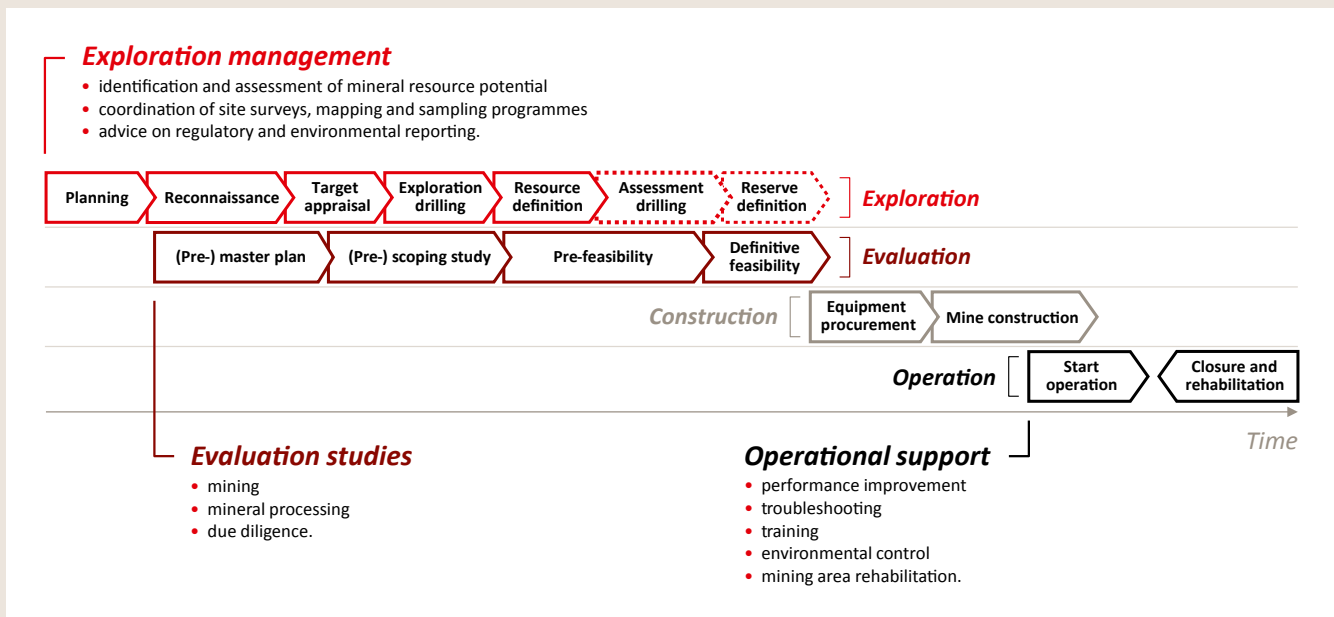 Exploration management
• identification and assessment of mineral resource potential
• coordination of site surveys, mapping and sampling programmes
• advice on regulatory and environmental reporting.
Planning
Reconnaissance
Target
appraisal
Exploration
drilling
Resource
definition
Assessment
drilling
Reserve
definition
Exploration
(Pre-) master plan
(Pre-) scoping study
Pre-feasibility
Definitive
feasibility
Evaluation
Construction
Equipment
procurement
Mine construction
Operation
Start
operation
Closure and
rehabilitation
Time
Evaluation studies
• mining
• mineral processing
• due diligence.
Operational support
• performance improvement
• troubleshooting
• training
• environmental control
• mining area rehabilitation.